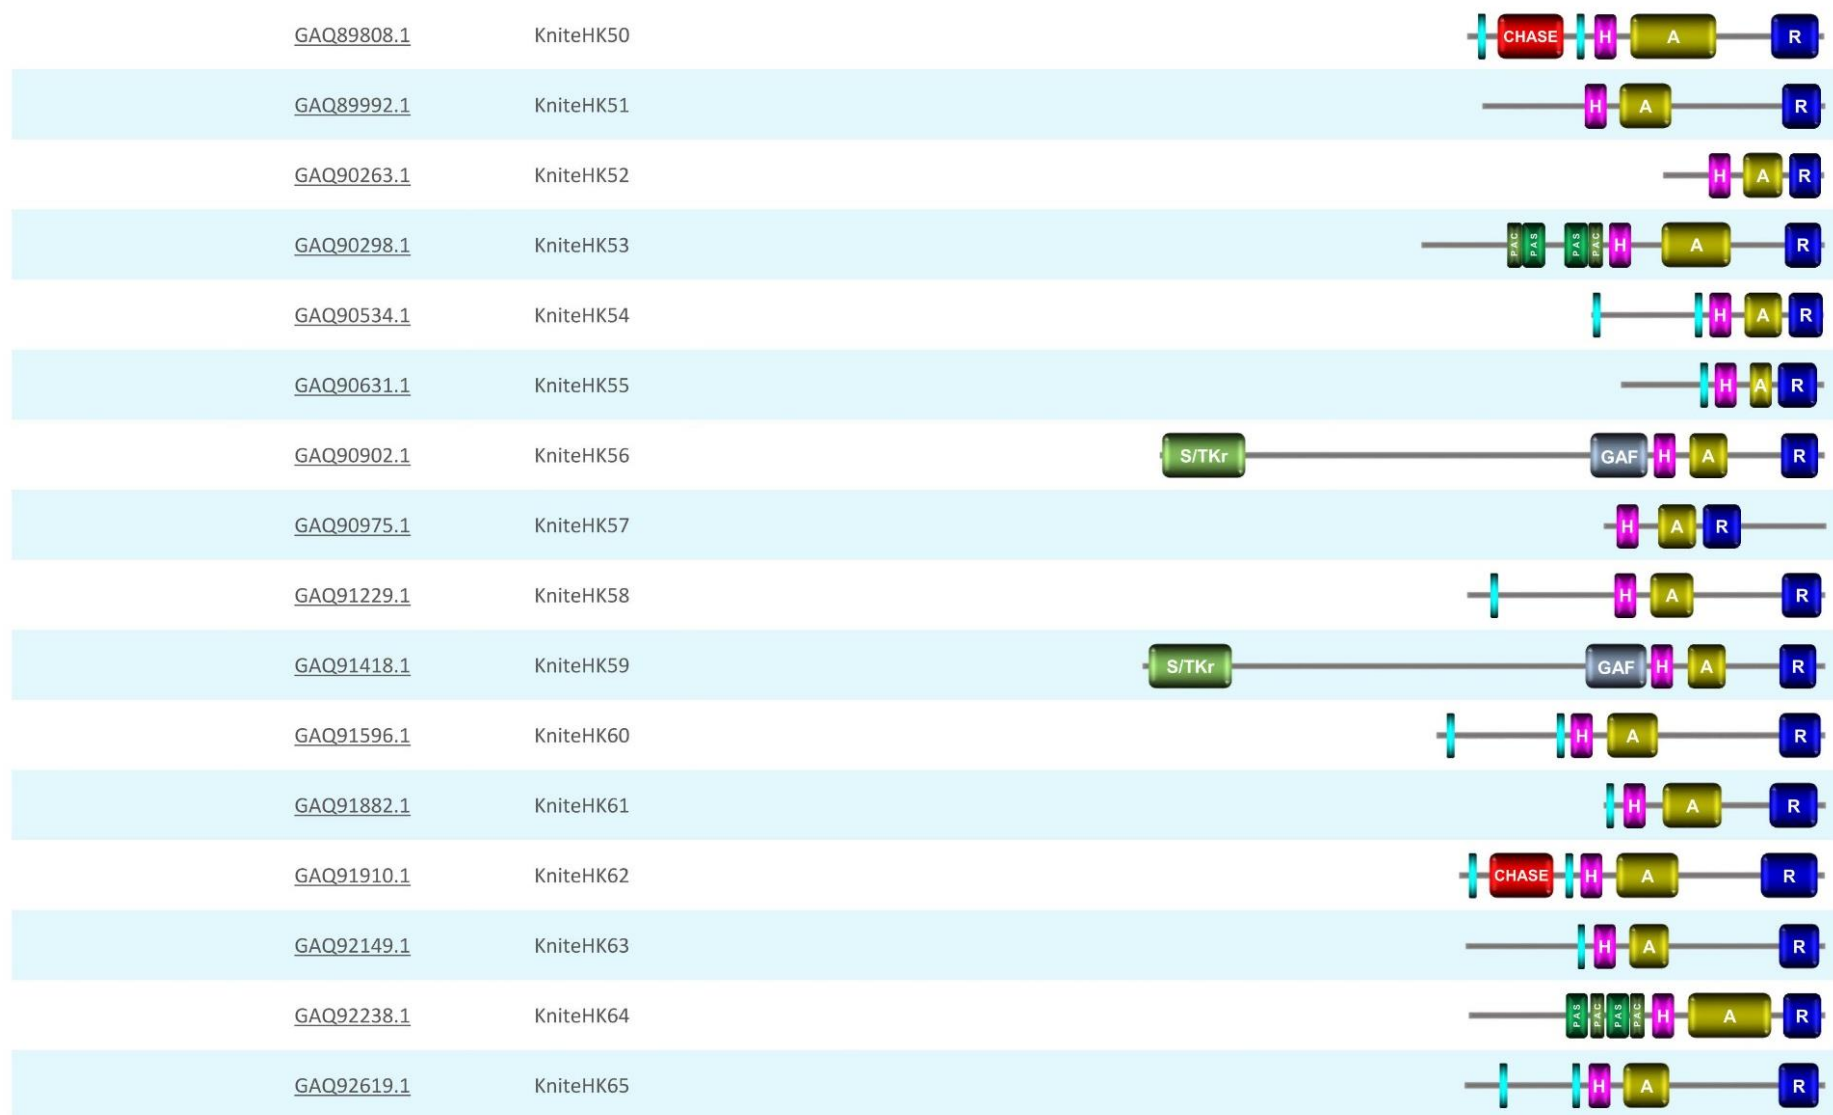 GAQ89808.1 KniteHK50 CHASE H A R
GAQ89992.1 KniteHK51 H A R
GAQ90263.1 KniteHK52 H A R
GAQ90298.1 KniteHK53 PAC PAS PAS PAC H A R
GAQ90534.1 KniteHK54 H A R
GAQ90631.1 KniteHK55 H A R
GAQ90902.1 KniteHK56 S/TKr GAF H A R
GAQ90975.1 KniteHK57 H A R
GAQ91229.1 KniteHK58 H A R
GAQ91418.1 KniteHK59 S/TKr GAF H A R
GAQ91596.1 KniteHK60 H A R
GAQ91882.1 KniteHK61 H A R
GAQ91910.1 KniteHK62 CHASE H A R
GAQ92149.1 KniteHK63 H A R
GAQ92238.1 KniteHK64 PAS PAC PAS PAC H A R
GAQ92619.1 KniteHK65 H A R